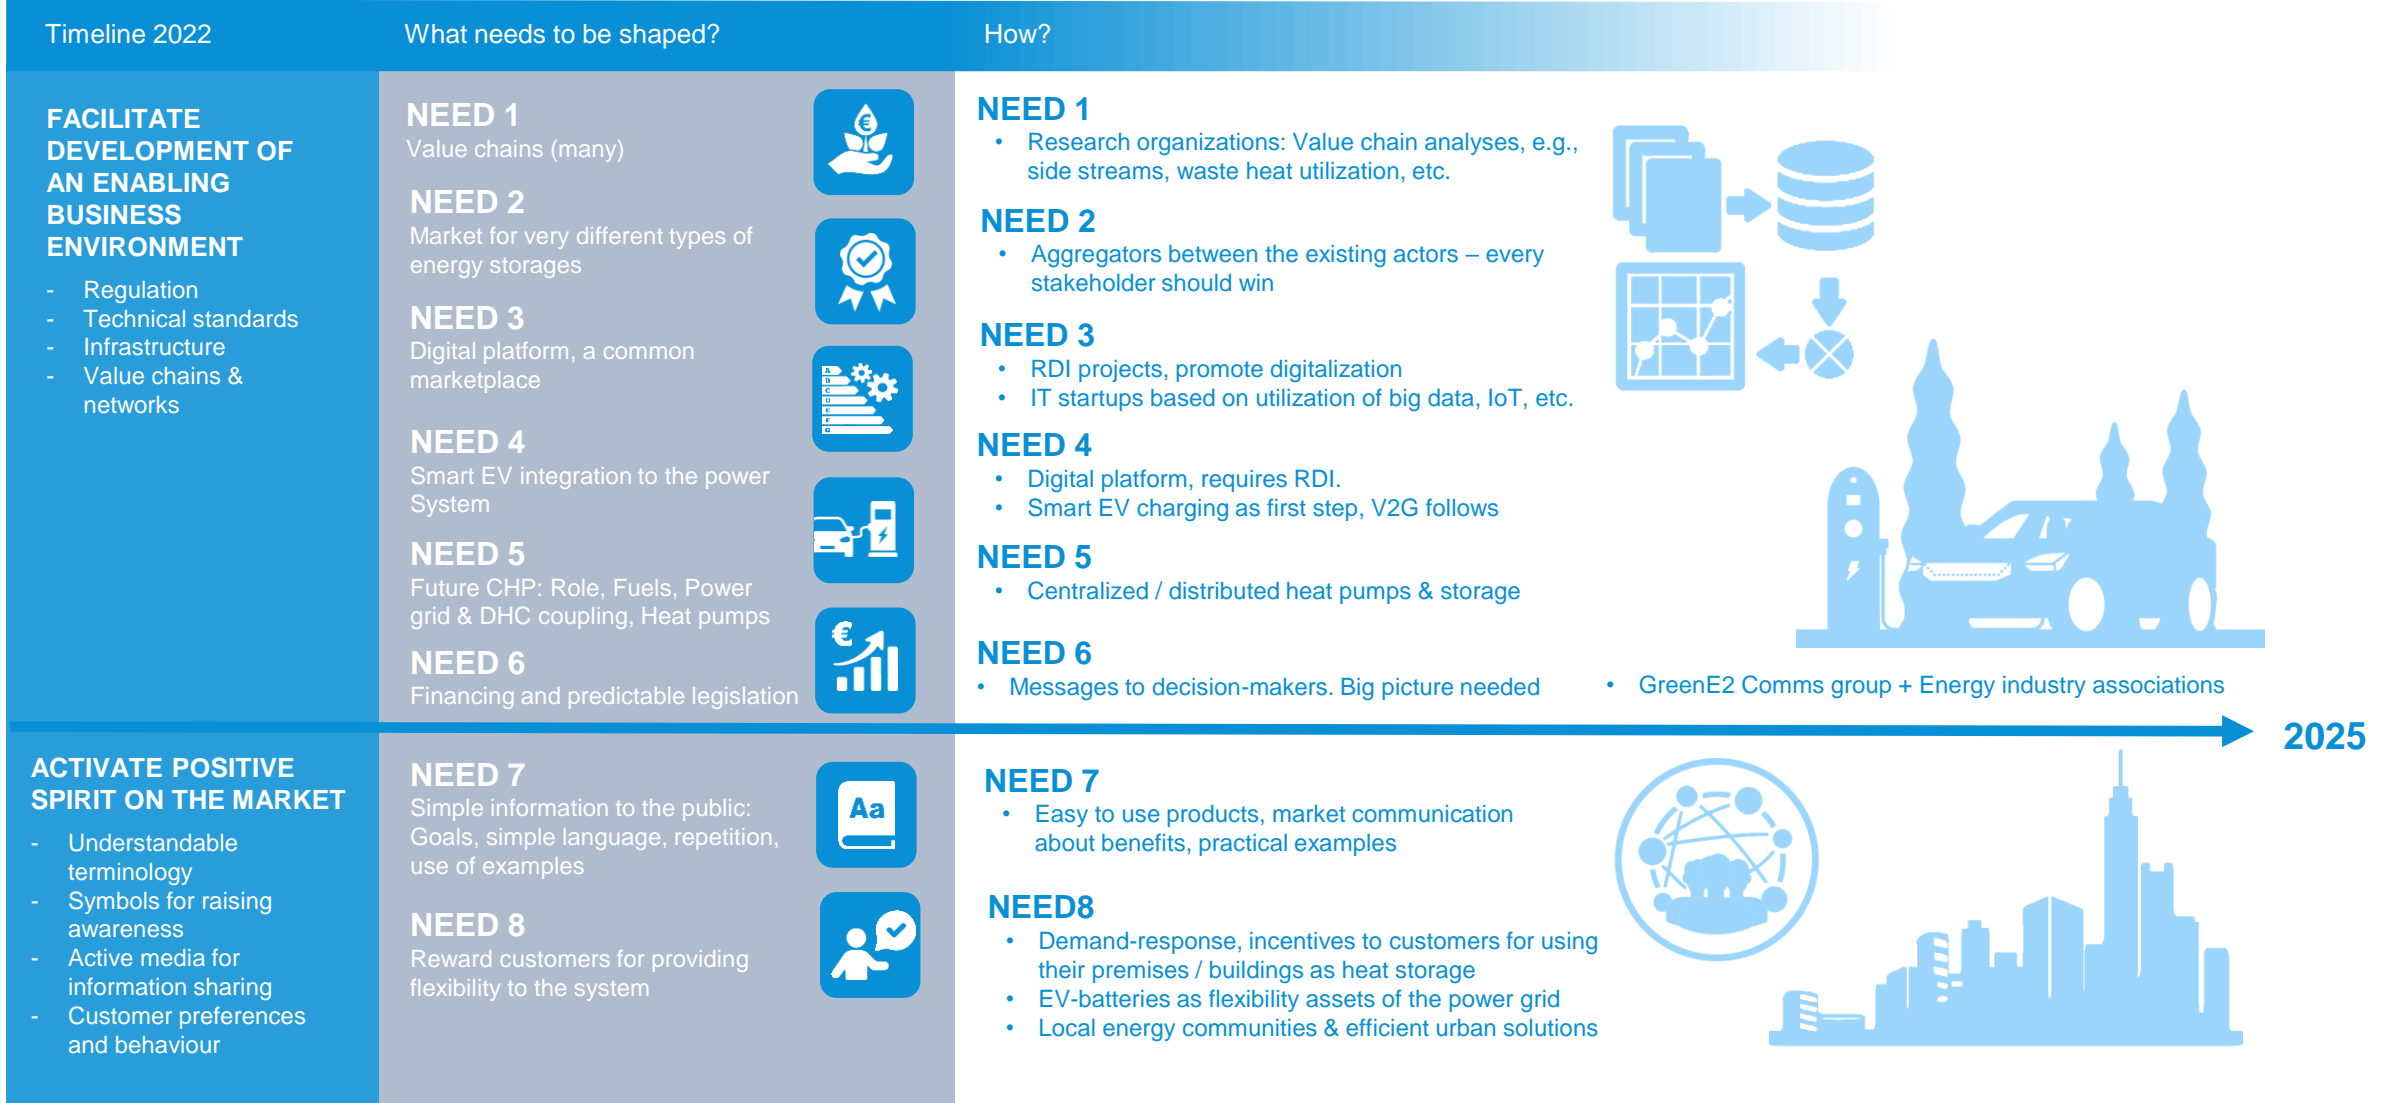 Timeline 2022
What needs to be shaped?
How?
FACILITATE
DEVELOPMENT OF
AN ENABLING
BUSINESS
ENVIRONMENT
- Regulation
- Technical standards
- Infrastructure
- Value chains &
networks
NEED 1
Value chains (many)
NEED 2
Market for very different types of
energy storages
NEED 3
Digital platform, a common
marketplace
NEED 4
Smart EV integration to the power
System
NEED 5
Future CHP: Role, Fuels, Power
grid & DHC coupling, Heat pumps
NEED 6
Financing and predictable legislation
€
A
B
C
D
E
F
G
€
NEED 1
• Research organizations: Value chain analyses, e.g.,
side streams, waste heat utilization, etc.
NEED 2
• Aggregators between the existing actors – every
stakeholder should win
NEED 3
• RDI projects, promote digitalization
• IT startups based on utilization of big data, IoT, etc.
NEED 4
• Digital platform, requires RDI.
• Smart EV charging as first step, V2G follows
NEED 5
• Centralized / distributed heat pumps & storage
NEED 6
• Messages to decision-makers. Big picture needed
• GreenE2 Comms group + Energy industry associations
2025
ACTIVATE POSITIVE
SPIRIT ON THE MARKET
- Understandable
terminology
- Symbols for raising
awareness
- Active media for
information sharing
- Customer preferences
and behaviour
NEED 7
Simple information to the public:
Goals, simple language, repetition,
use of examples
NEED 8
Reward customers for providing
flexibility to the system
Aa
NEED 7
• Easy to use products, market communication
about benefits, practical examples
NEED8
• Demand-response, incentives to customers for using
their premises / buildings as heat storage
• EV-batteries as flexibility assets of the power grid
• Local energy communities & efficient urban solutions